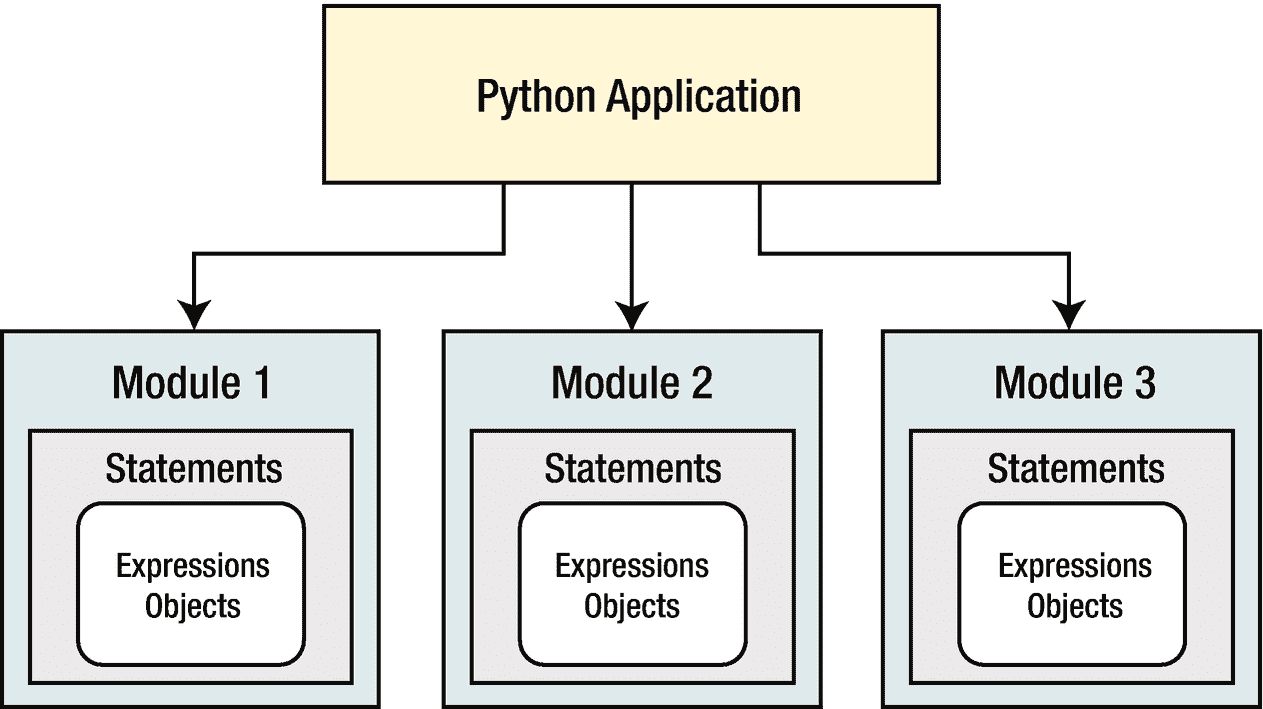 Python Application
Module 1
Statements
Expressions
Objects
Module 2
Statements
Expressions
Objects
Module 3
Statements
Expressions
Objects